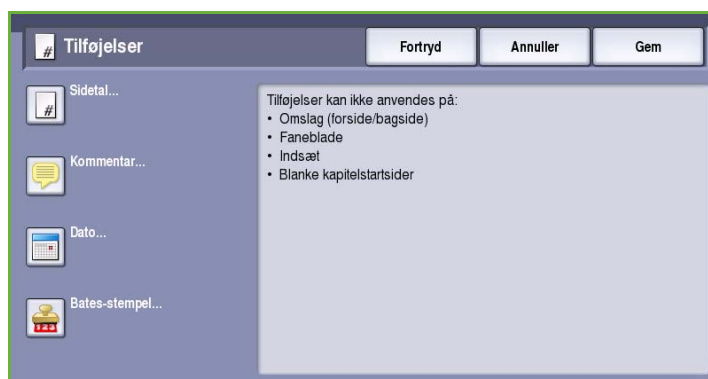 Tilføjelser
Fortryd
Annuller
Gem
Sidetal...
Kommentar...
Dato...
Bates-stempel...
Tilføjelser kan ikke anvendes på:
• Omslag (forside/bagside)
• Faneblade
• Indsæt
• Blanke kapitelstartsider